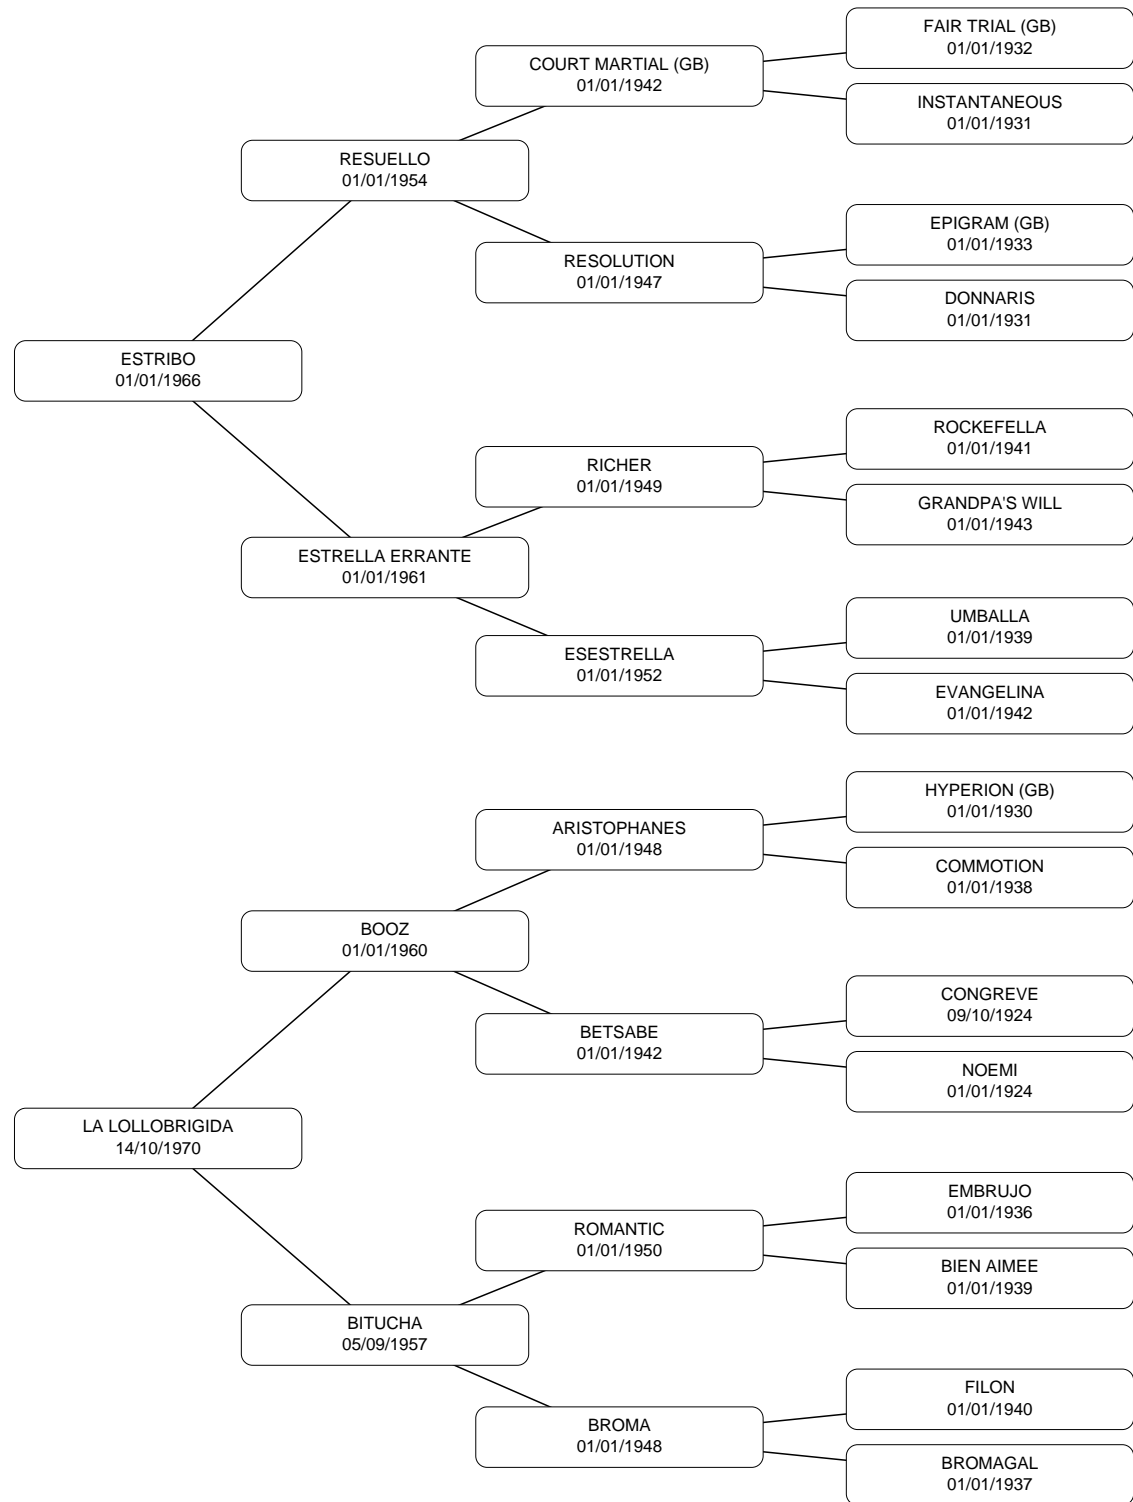 FAIR TRIAL (GB)
01/01/1932
COURT MARTIAL (GB)
01/01/1942
INSTANTANEOUS
01/01/1931
RESUELLO
01/01/1954
EPIGRAM (GB)
01/01/1933
RESOLUTION
01/01/1947
DONNARIS
01/01/1931
ESTRIBO
01/01/1966
ROCKEFELLA
01/01/1941
RICHER
01/01/1949
GRANDPA'S WILL
01/01/1943
ESTRELLA ERRANTE
01/01/1961
UMBALLA
01/01/1939
ESESTRELLA
01/01/1952
EVANGELINA
01/01/1942
HYPERION (GB)
01/01/1930
ARISTOPHANES
01/01/1948
COMMOTION
01/01/1938
BOOZ
01/01/1960
CONGREVE
09/10/1924
BETSABE
01/01/1942
NOEMI
01/01/1924
LA LOLLOBRIGIDA
14/10/1970
EMBRUJO
01/01/1936
ROMANTIC
01/01/1950
BIEN AIMEE
01/01/1939
BITUCHA
05/09/1957
FILON
01/01/1940
BROMA
01/01/1948
BROMAGAL
01/01/1937